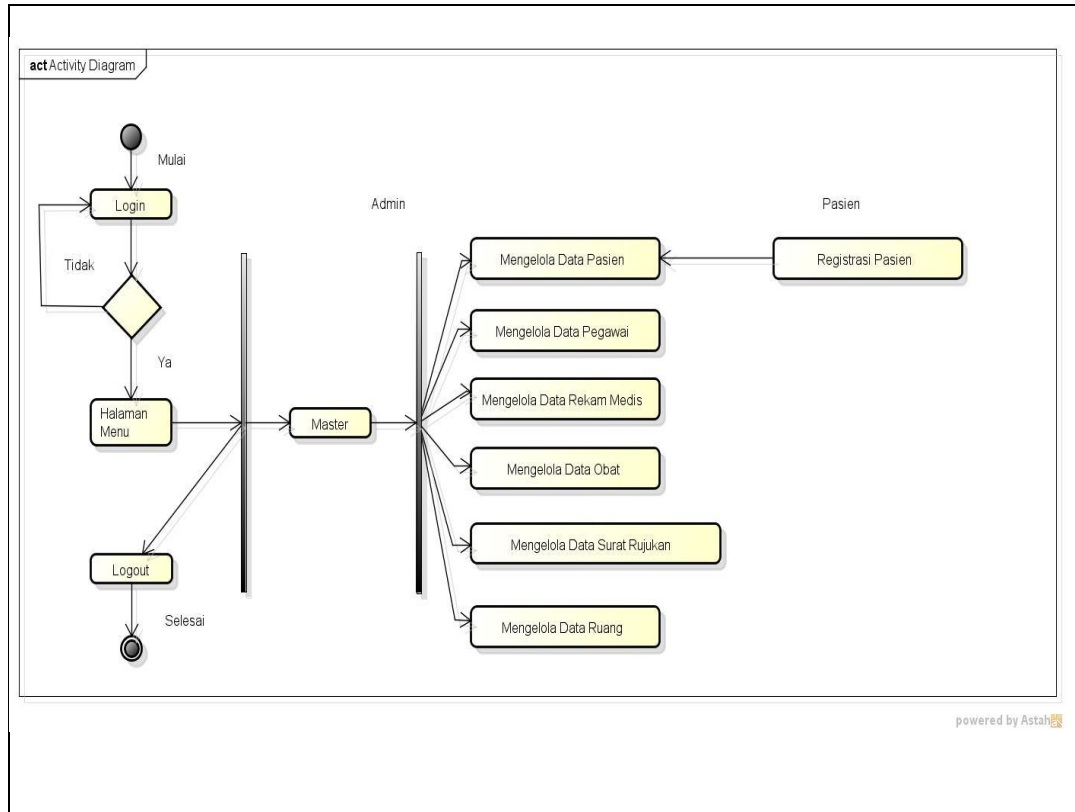 act Activity Diagram
Mulai
Login
Admin
Pasien
Tidak
Mengelola Data Pasien
Registrasi Pasien
Mengelola Data Pegawai
Ya
Mengelola Data Rekam Medis
Halaman
Menu
Master
Mengelola Data Obat
Mengelola Data Surat Rujukan
Logout
Selesai
Mengelola Data Ruang
powered by Astah